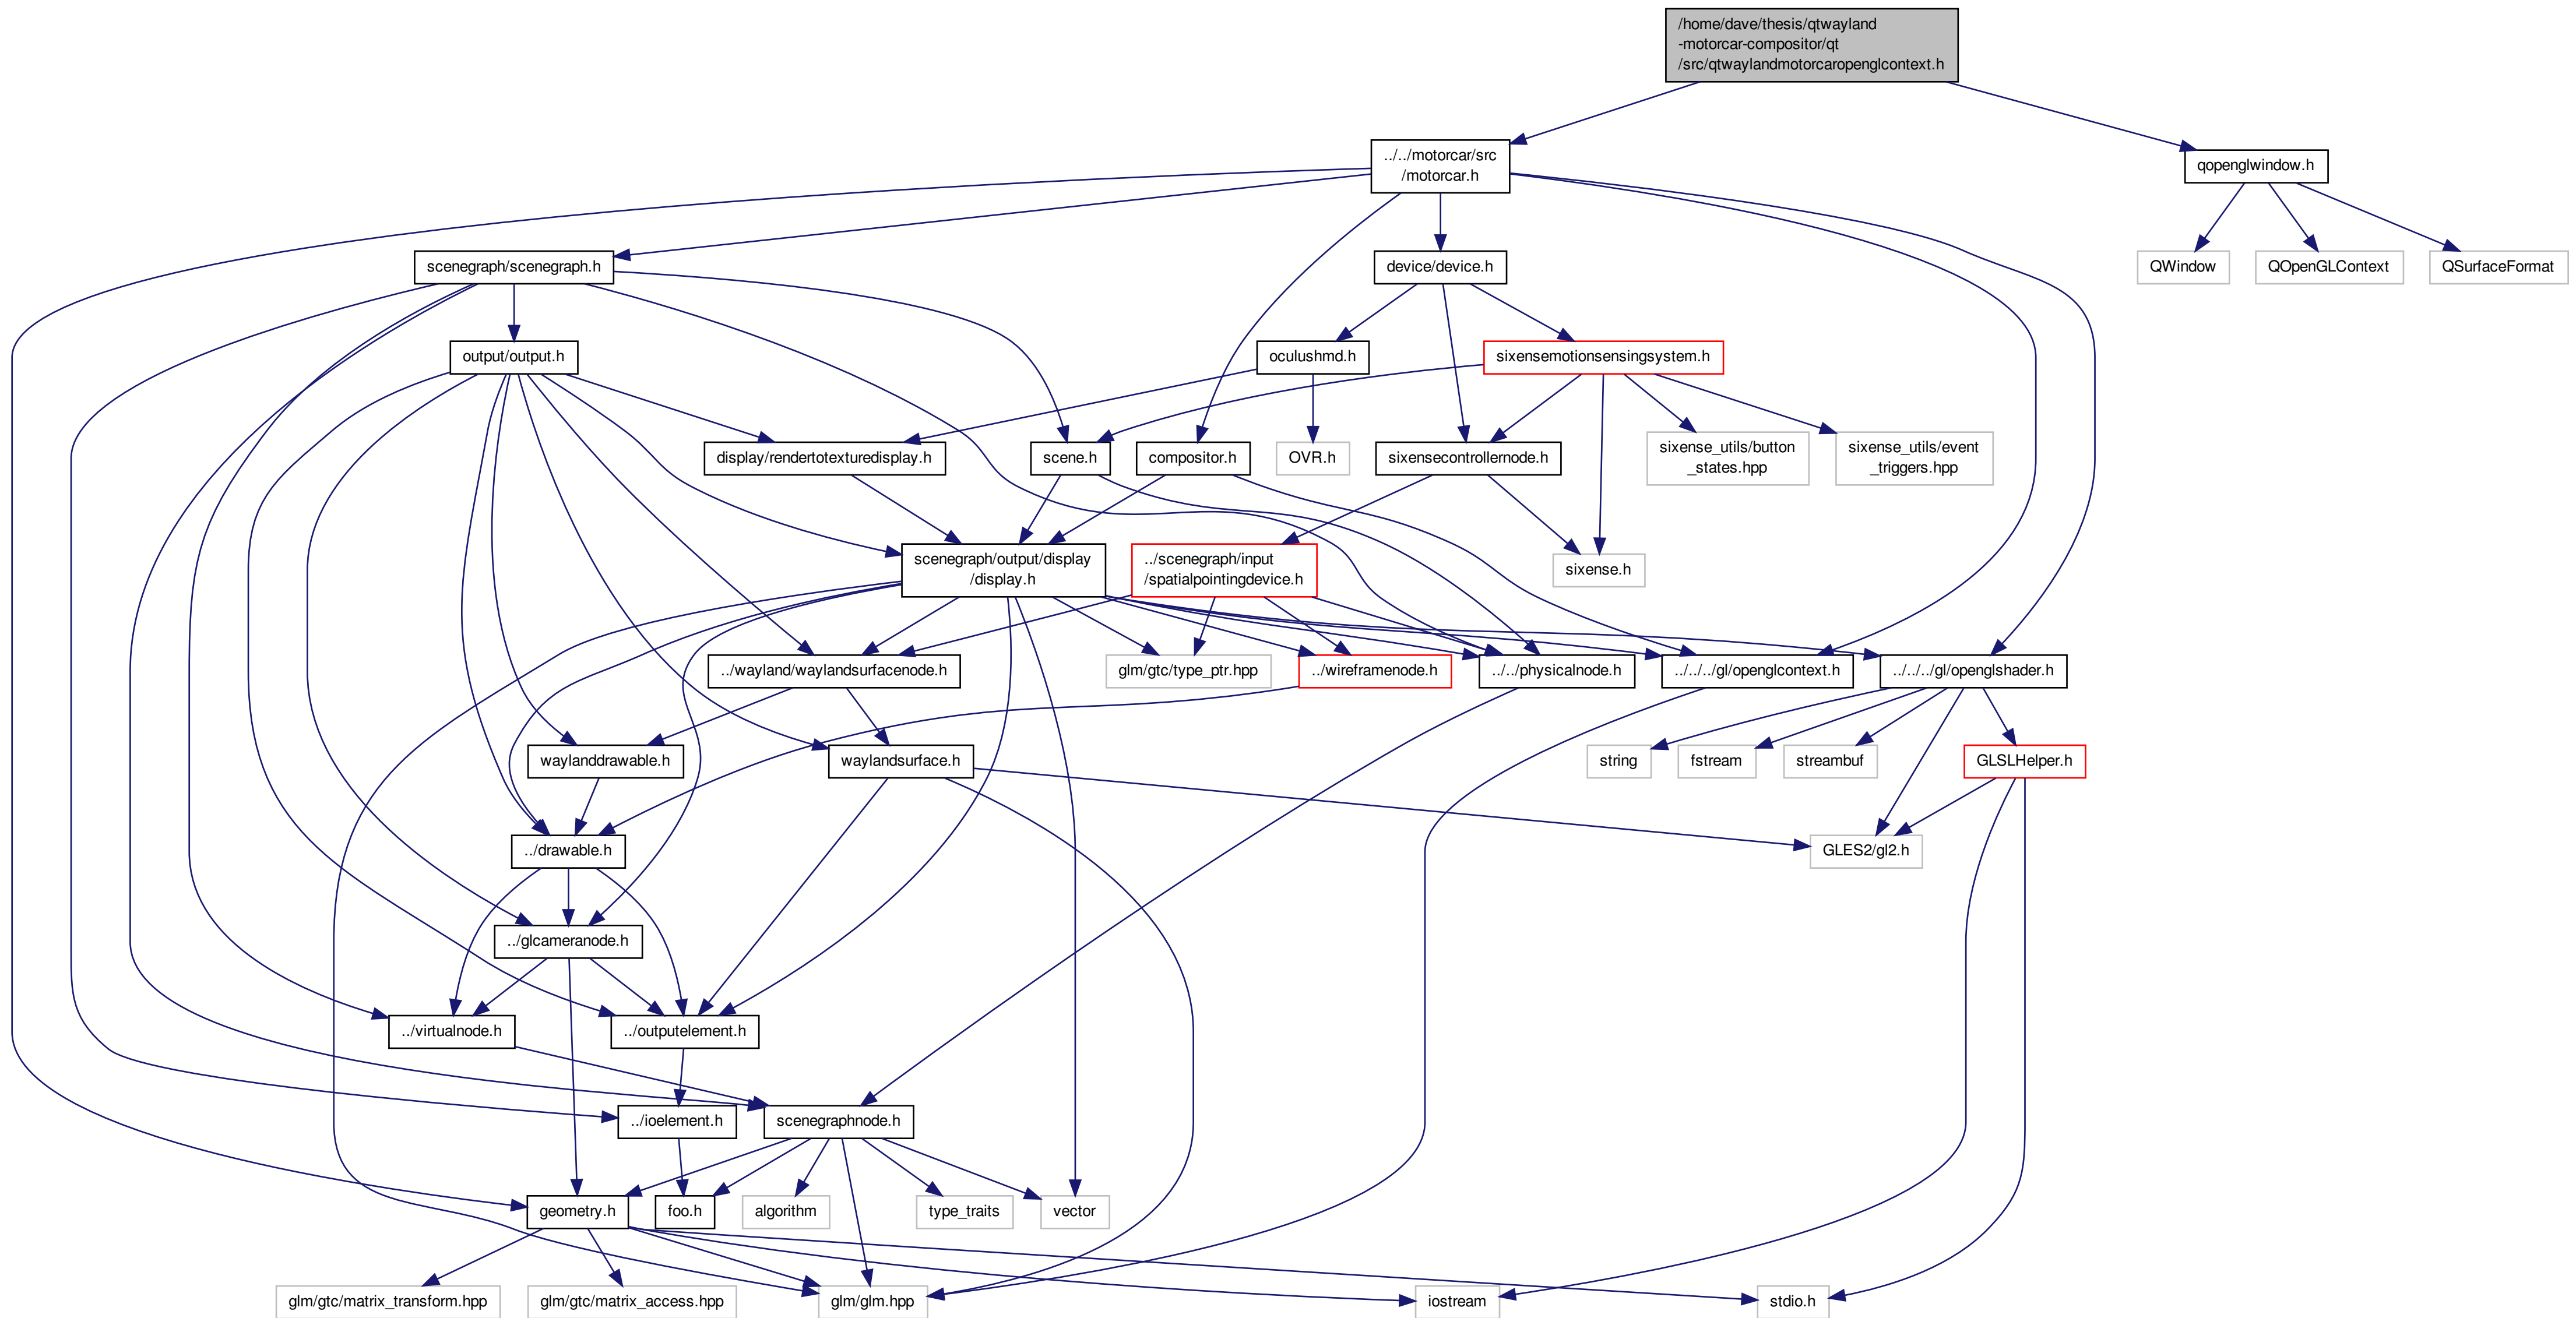 /home/dave/thesis/qtwayland
-motorcar-compositor/qt
/src/qtwaylandmotorcaropenglcontext.h
../../motorcar/src
/motorcar.h
qopenglwindow.h
scenegraph/scenegraph.h
device/device.h
QWindow
QOpenGLContext
QSurfaceFormat
output/output.h
oculushmd.h
sixensemotionsensingsystem.h
display/rendertotexturedisplay.h
scene.h
compositor.h
OVR.h
sixensecontrollernode.h
sixense_utils/button
_states.hpp
sixense_utils/event
_triggers.hpp
scenegraph/output/display
/display.h
../scenegraph/input
/spatialpointingdevice.h
sixense.h
../wayland/waylandsurfacenode.h
glm/gtc/type_ptr.hpp
../wireframenode.h
../../physicalnode.h
../../../gl/openglcontext.h
../../../gl/openglshader.h
waylanddrawable.h
waylandsurface.h
string
fstream
streambuf
GLSLHelper.h
../drawable.h
GLES2/gl2.h
../glcameranode.h
../virtualnode.h
../outputelement.h
../ioelement.h
scenegraphnode.h
geometry.h
foo.h
algorithm
type_traits
vector
glm/gtc/matrix_transform.hpp
glm/gtc/matrix_access.hpp
glm/glm.hpp
iostream
stdio.h